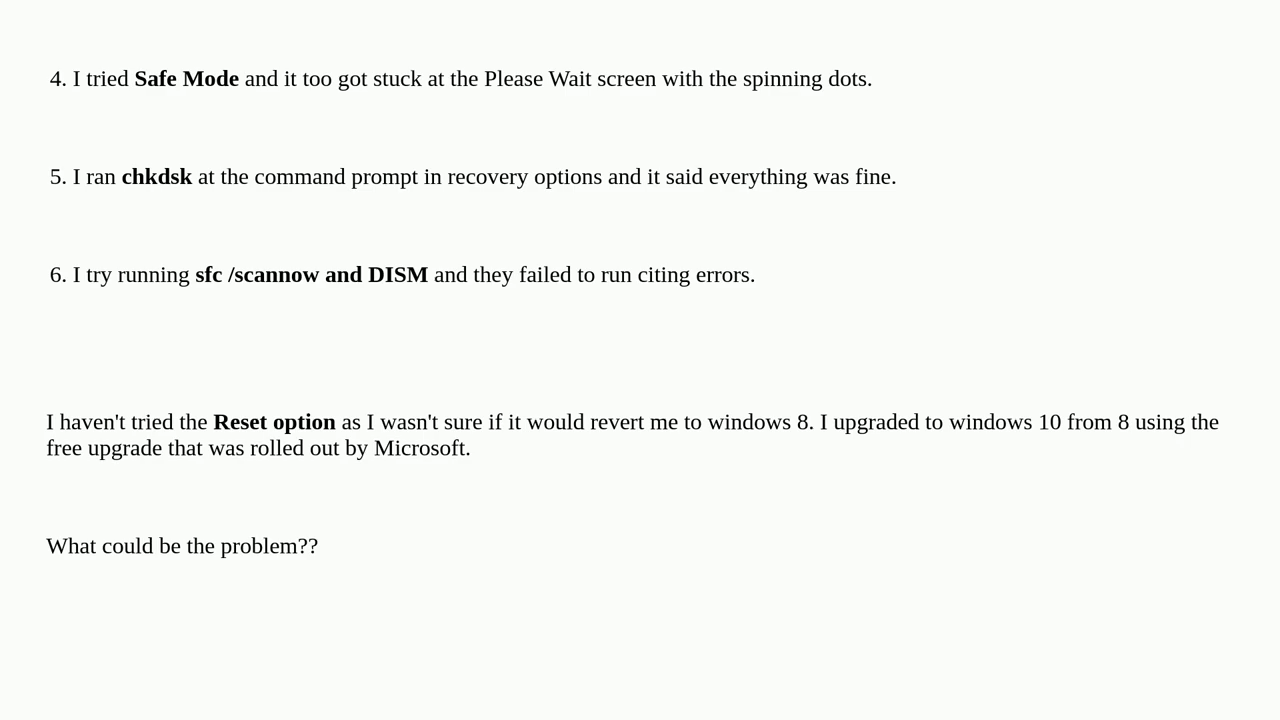 4. I tried Safe Mode and it too got stuck at the Please Wait screen with the spinning dots.
5. I ran chkdsk at the command prompt in recovery options and it said everything was fine.
6. I try running sfc /scannow and DISM and they failed to run citing errors.
I haven't tried the Reset option as I wasn't sure if it would revert me to windows 8. I upgraded to windows 10 from 8 using the
free upgrade that was rolled out by Microsoft.
What could be the problem??